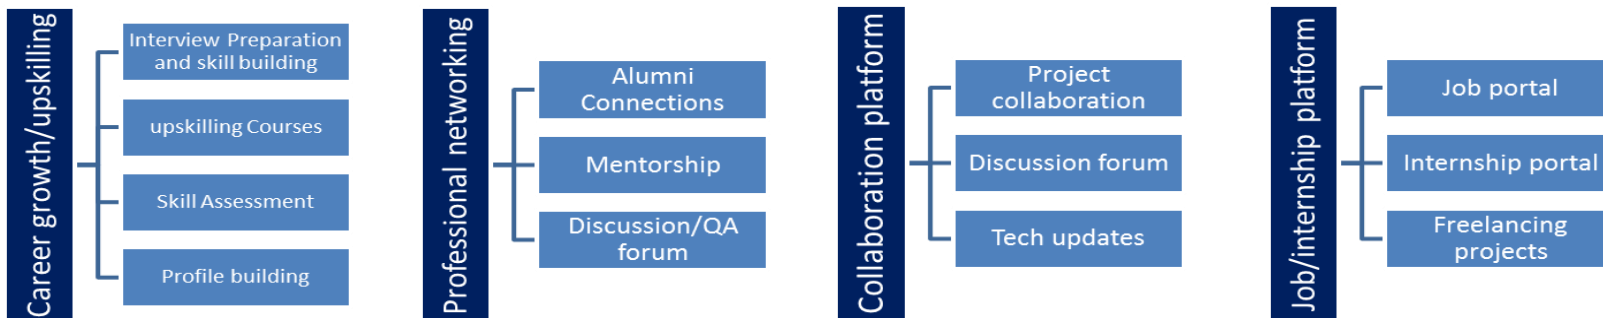 Career growth/upskilling
Interview Preparation
and skill building
upskilling Courses
Skill Assessment
Profile building
Professional networking
Alumni
Connections
Mentorship
Discussion/QA
forum
Collaboration platform
Project
collaboration
Discussion forum
Tech updates
Job/internship platform
Job portal
Internship portal
Freelancing
projects